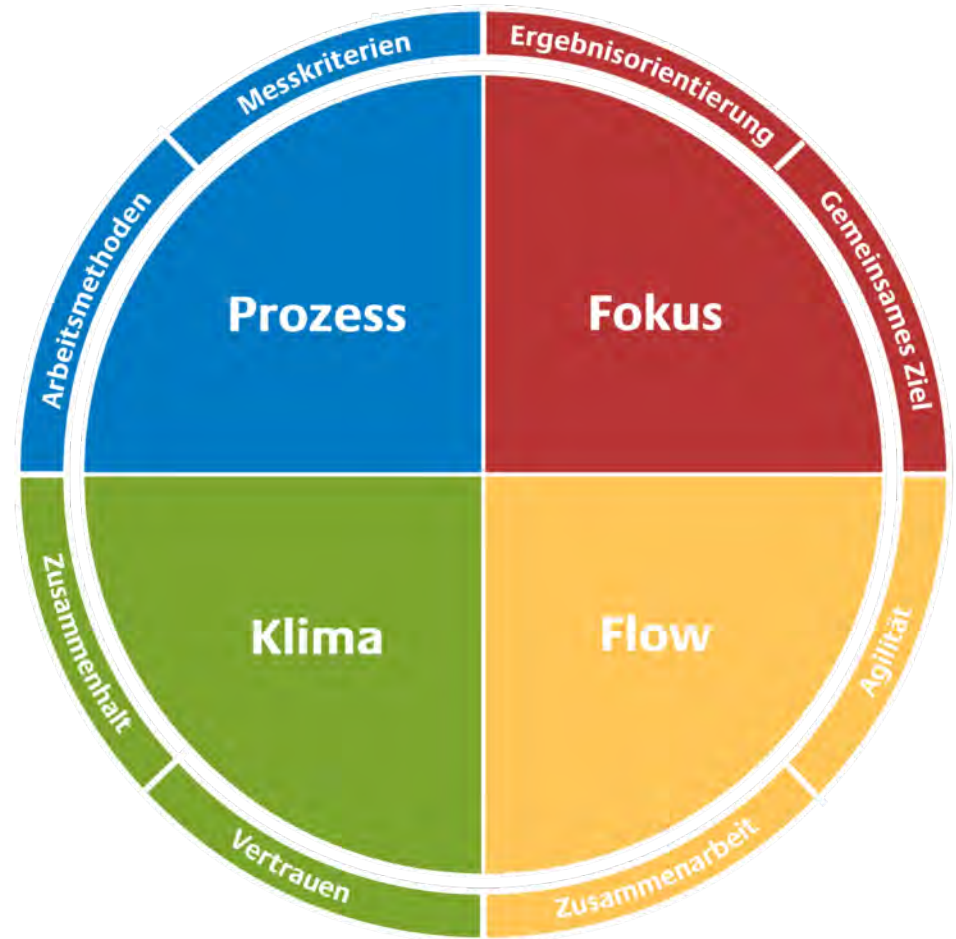 Messkriterien
Ergebnisorientierung
Arbeitsmethoden
Gemeinsames Ziel
Prozess
Fokus
Klima
Flow
Zusammenhalt
Agilität
Vertrauen
Zusammenarbeit